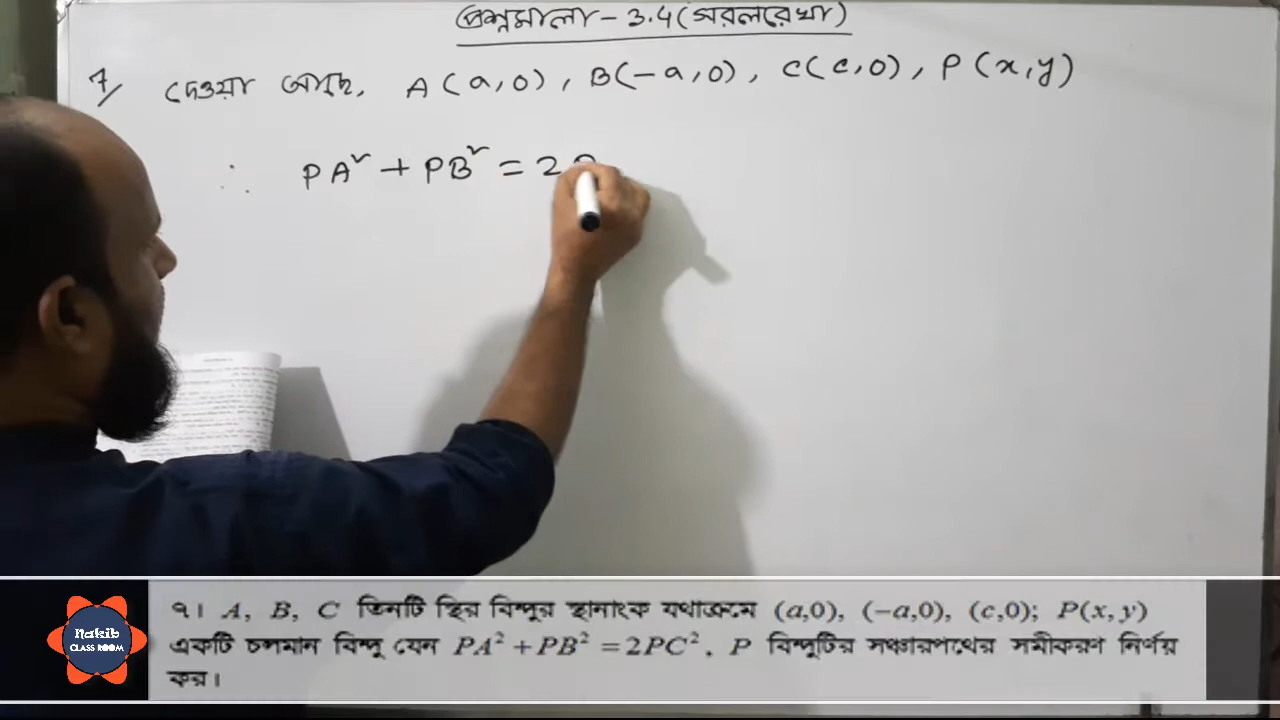 প্রশ্নমালা - 3.4 (সরলরেখা)
7/ দেওয়া আছে, A(a,0), B(-a,0), C(c,0), P(x,y)
∴ PA² + PB² = 2
৭। A, B, C তিনটি স্থির বিন্দুর স্থানাংক যথাক্রমে (a,0), (−a,0), (c,0); P(x,y)
একটি চলমান বিন্দু যেন PA² + PB² = 2PC², P বিন্দুটির সঞ্চারপথের সমীকরণ নির্ণয়
কর।
Nakib
CLASS ROOM